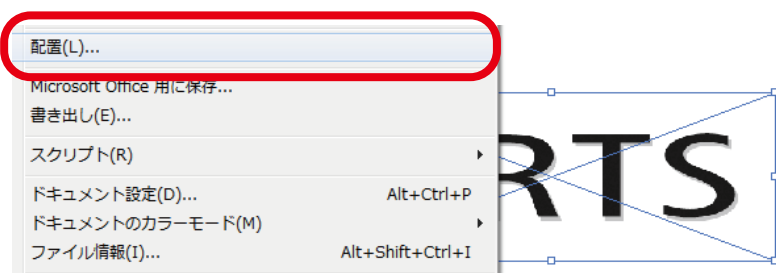 配置(L)...
Microsoft Office 用に保存...
書き出し(E)...
スクリプト(R)
ドキュメント設定(D)... Alt+Ctrl+P
ドキュメントのカラーモード(M)
ファイル情報(I)... Alt+Shift+Ctrl+I
RTS